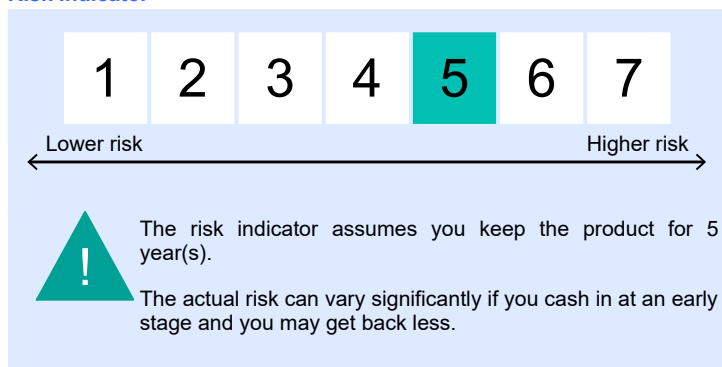 Risk Indicator
1 2 3 4 5 6 7
Lower risk Higher risk
!
The risk indicator assumes you keep the product for 5
year(s).
The actual risk can vary significantly if you cash in at an early
stage and you may get back less.